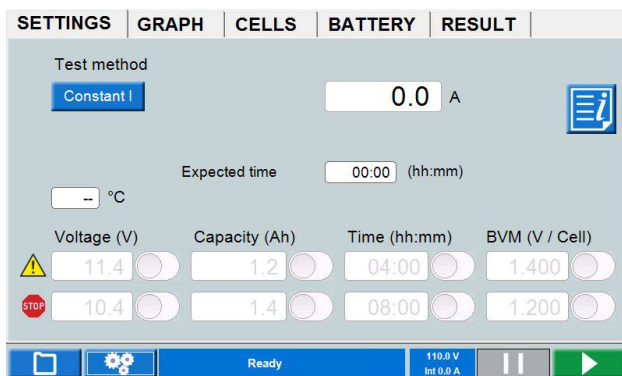 SETTINGS GRAPH CELLS BATTERY RESULT
Test method
Constant I 0.0 A
i
Expected time 00:00 (hh:mm)
-- °C
Voltage (V) Capacity (Ah) Time (hh:mm) BVM (V / Cell)
11.4 1.2 04:00 1.400
STOP 10.4 1.4 08:00 1.200
Ready 110.0 V
Int 0.0 A